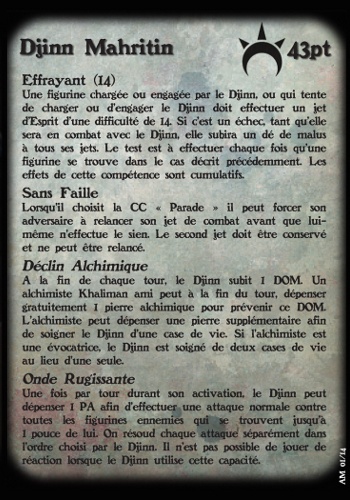 Djinn Mahritin
43pt
Effrayant (14)
Une figurine chargée ou engagée par le Djinn, ou qui tente
de charger ou d'engager le Djinn doit effectuer un jet
d'Esprit d'une difficulté de 14. Si c'est un échec, tant qu'elle
sera en combat avec le Djinn, elle subira un dé de malus
à tous ses jets. Le test est à effectuer chaque fois qu'une
figurine se trouve dans le cas décrit précédemment. Les
effets de cette compétence sont cumulatifs.
Sans Faille
Lorsqu'il choisit la CC « Parade » il peut forcer son
adversaire à relancer son jet de combat avant que lui-
même n'effectue le sien. Le second jet doit être conservé
et ne peut être relancé.
Déclin Alchimique
A la fin de chaque tour, le Djinn subit 1 DOM. Un
alchimiste Khaliman ami peut à la fin du tour, dépenser
gratuitement 1 pierre alchimique pour prévenir ce DOM.
L'alchimiste peut dépenser une pierre supplémentaire afin
de soigner le Djinn d'une case de vie. Si l'alchimiste est
une évocatrice, le Djinn est soigné de deux cases de vie
au lieu d'une seule.
Onde Rugissante
Une fois par tour durant son activation, le Djinn peut
dépenser 1 PA afin d'effectuer une attaque normale contre
toutes les figurines ennemies qui se trouvent jusqu'à
1 pouce de lui. On résoud chaque attaque séparément dans
l'ordre choisi par le Djinn. Il n'est pas possible de jouer de
réaction lorsque le Djinn utilise cette capacité.
AM 01/14